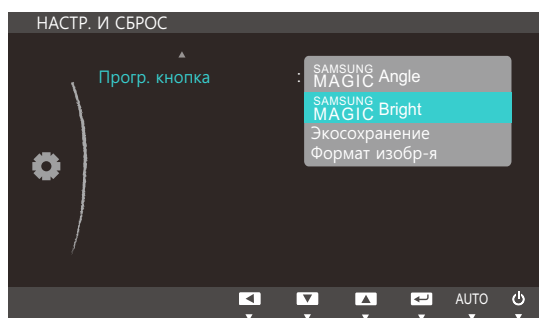 НАСТР. И СБРОС
Прогр. кнопка : SAMSUNG MAGIC Angle
SAMSUNG MAGIC Bright
Экосохранение
Формат изобр-я
AUTO